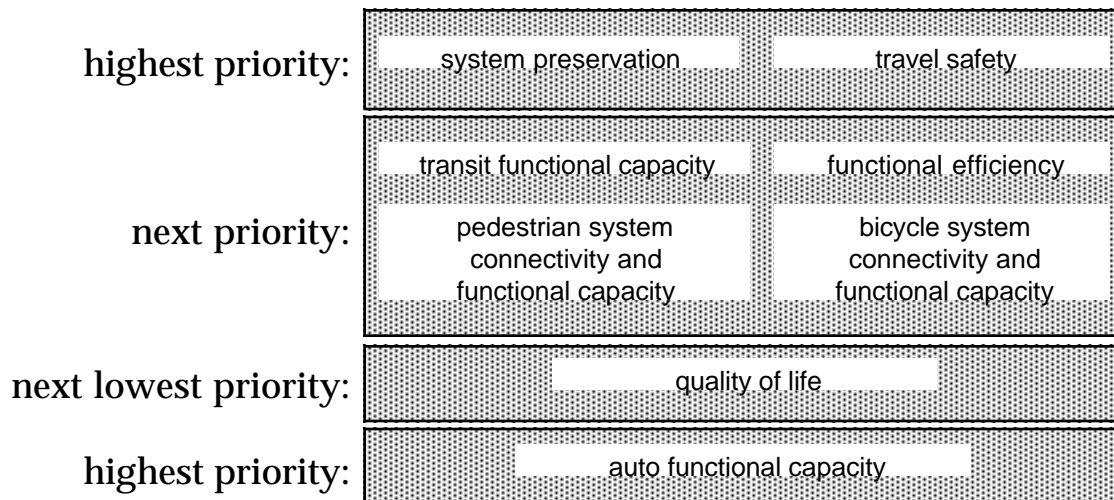 highest priority:
system preservation
travel safety
next priority:
transit functional capacity
functional efficiency
pedestrian system
connectivity and
functional capacity
bicycle system
connectivity and
functional capacity
next lowest priority:
quality of life
highest priority:
auto functional capacity